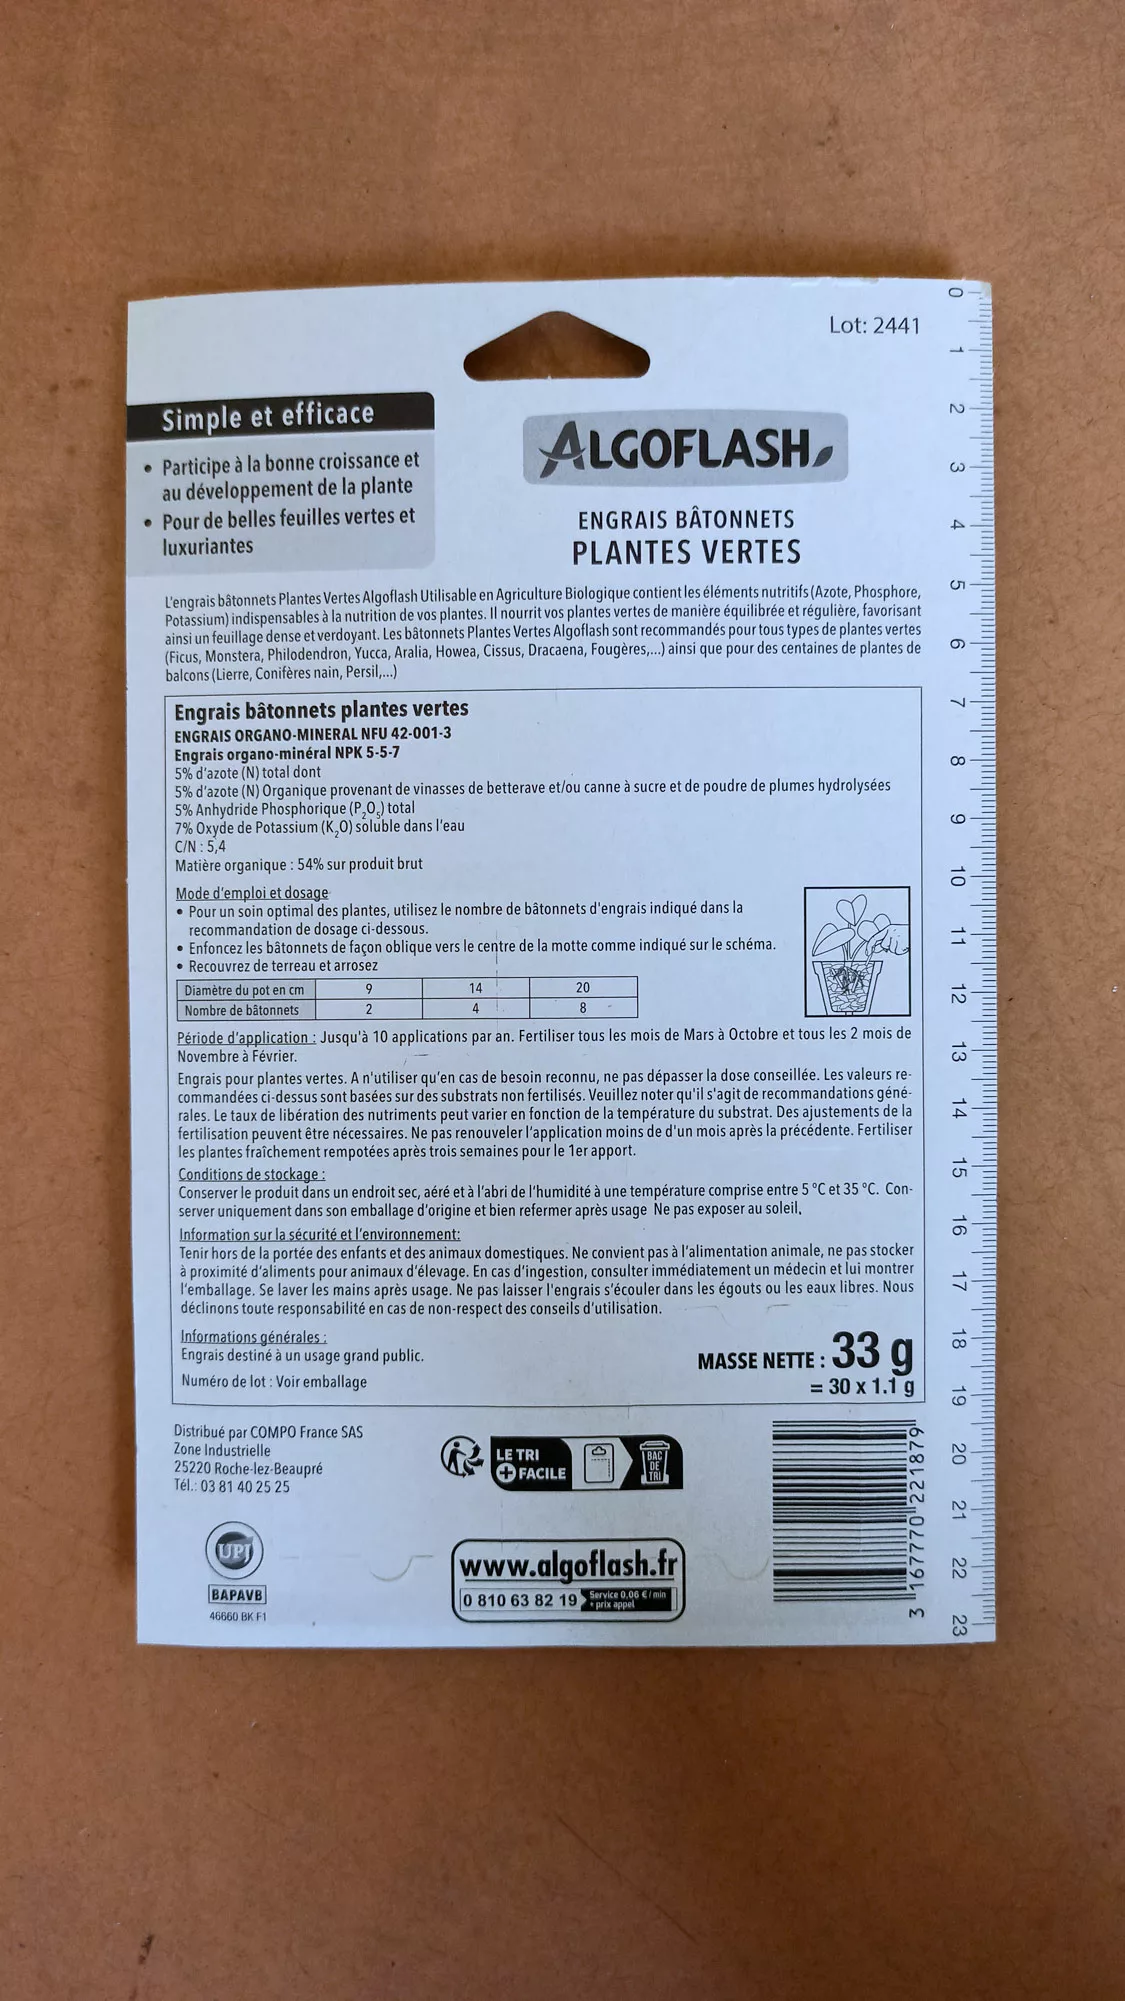 Lot: 2441
Simple et efficace
• Participe à la bonne croissance et
au développement de la plante
• Pour de belles feuilles vertes et
luxuriantes
ALGOFLASH
ENGRAIS BÂTONNETS
PLANTES VERTES
L'engrais bâtonnets Plantes Vertes Algoflash Utilisable en Agriculture Biologique contient les éléments nutritifs (Azote, Phosphore,
Potassium) indispensables à la nutrition de vos plantes. Il nourrit vos plantes vertes de manière équilibrée et régulière, favorisant
ainsi un feuillage dense et verdoyant. Les bâtonnets Plantes Vertes Algoflash sont recommandés pour tous types de plantes vertes
(Ficus, Monstera, Philodendron, Yucca, Aralia, Howea, Cissus, Dracaena, Fougères,...) ainsi que pour des centaines de plantes de
balcons (Lierre, Conifères nain, Persil,...)
Engrais bâtonnets plantes vertes
ENGRAIS ORGANO-MINERAL NFU 42-001-3
Engrais organo-minéral NPK 5-5-7
5% d'azote (N) total dont
5% d'azote (N) Organique provenant de vinasses de betterave et/ou canne à sucre et de poudre de plumes hydrolysées
5% Anhydride Phosphorique (P₂O₅) total
7% Oxyde de Potassium (K₂O) soluble dans l'eau
C/N : 5,4
Matière organique : 54% sur produit brut
Mode d'emploi et dosage
• Pour un soin optimal des plantes, utilisez le nombre de bâtonnets d'engrais indiqué dans la
recommandation de dosage ci-dessous.
• Enfoncez les bâtonnets de façon oblique vers le centre de la motte comme indiqué sur le schéma.
• Recouvrez de terreau et arrosez
Diamètre du pot en cm 9 14 20
Nombre de bâtonnets 2 4 8
Période d'application : Jusqu'à 10 applications par an. Fertiliser tous les mois de Mars à Octobre et tous les 2 mois de
Novembre à Février.
Engrais pour plantes vertes. A n'utiliser qu'en cas de besoin reconnu, ne pas dépasser la dose conseillée. Les valeurs re-
commandées ci-dessus sont basées sur des substrats non fertilisés. Veuillez noter qu'il s'agit de recommandations géné-
rales. Le taux de libération des nutriments peut varier en fonction de la température du substrat. Des ajustements de la
fertilisation peuvent être nécessaires. Ne pas renouveler l'application moins de d'un mois après la précédente. Fertiliser
les plantes fraîchement rempotées après trois semaines pour le 1er apport.
Conditions de stockage :
Conserver le produit dans un endroit sec, aéré et à l'abri de l'humidité à une température comprise entre 5 °C et 35 °C. Con-
server uniquement dans son emballage d'origine et bien refermer après usage Ne pas exposer au soleil.
Information sur la sécurité et l'environnement:
Tenir hors de la portée des enfants et des animaux domestiques. Ne convient pas à l'alimentation animale, ne pas stocker
à proximité d'aliments pour animaux d'élevage. En cas d'ingestion, consulter immédiatement un médecin et lui montrer
l'emballage. Se laver les mains après usage. Ne pas laisser l'engrais s'écouler dans les égouts ou les eaux libres. Nous
déclinons toute responsabilité en cas de non-respect des conseils d'utilisation.
Informations générales :
Engrais destiné à un usage grand public.
Numéro de lot : Voir emballage
MASSE NETTE : 33 g
= 30 x 1.1 g
Distribué par COMPO France SAS
Zone Industrielle
25220 Roche-lez-Beaupré
Tél.: 03 81 40 25 25
LE TRI
+ FACILE
BAC
DE
TRI
UPJ
BAPAVB
46660 BK F1
www.algoflash.fr
0 810 63 82 19 Service 0,06 € / min
+ prix appel
3 167770 221879
0 1 2 3 4 5 6 7 8 9 10 11 12 13 14 15 16 17 18 19 20 21 22 23